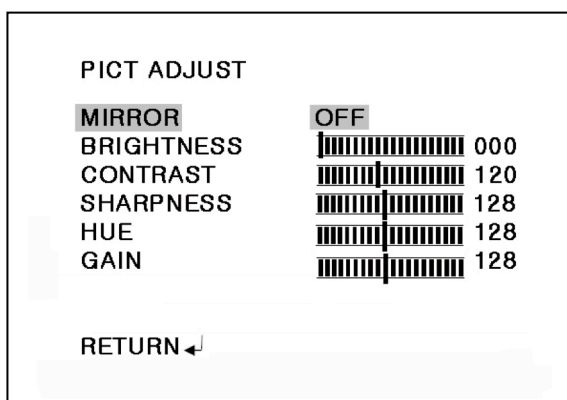 PICT ADJUST
MIRROR OFF
BRIGHTNESS 000
CONTRAST 120
SHARPNESS 128
HUE 128
GAIN 128
RETURN↲